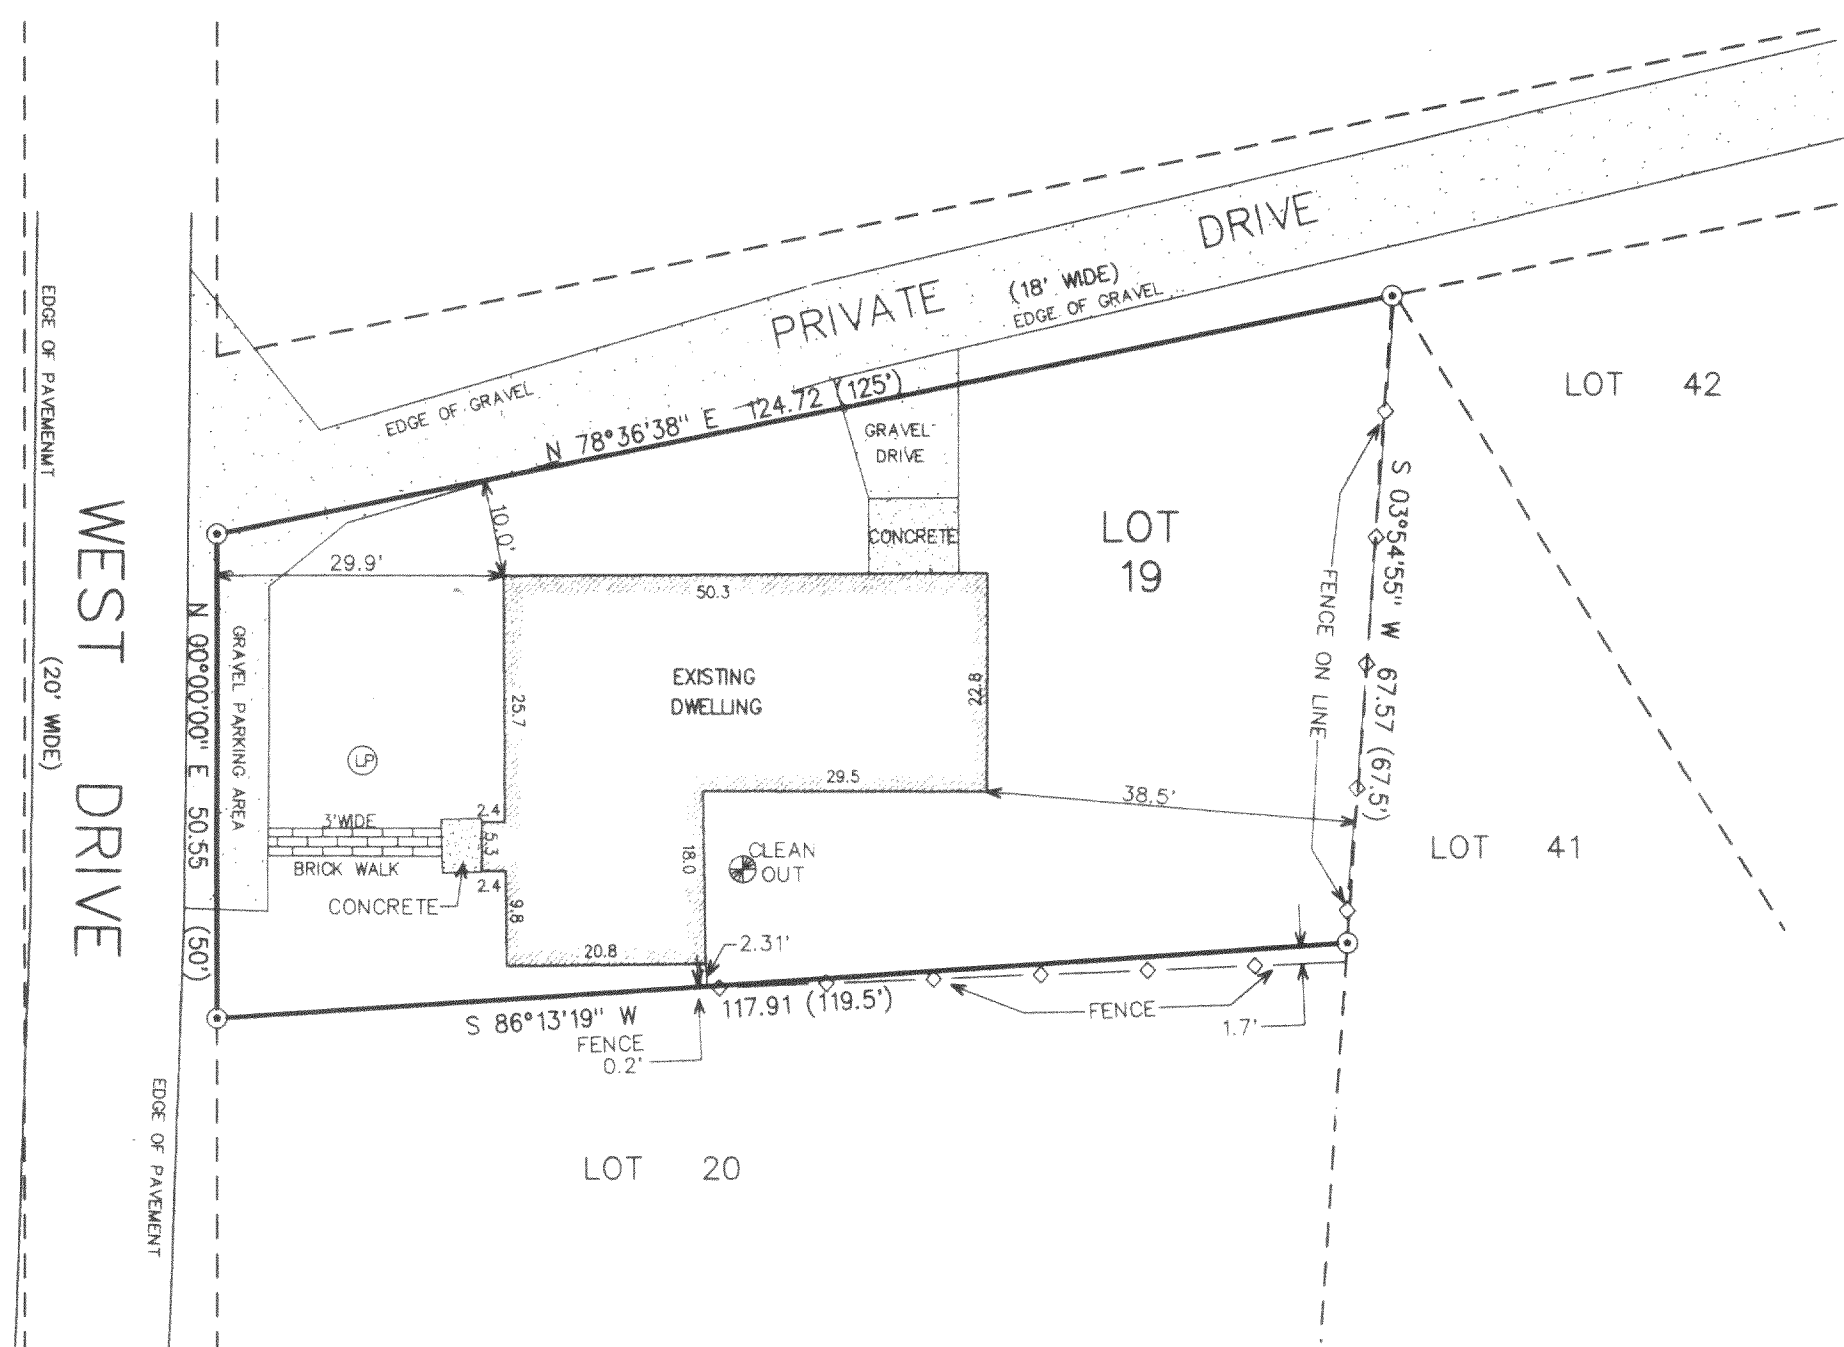 DRIVE
PRIVATE
(18' WIDE)
EDGE OF GRAVEL
EDGE OF GRAVEL
N 78°36'38" E 124.72 (125')
LOT 42
EDGE OF PAVEMENMT
GRAVEL
DRIVE
CONCRETE
LOT
19
S 03°54'55" W 67.57 (67.5')
FENCE ON LINE
10.0'
29.9'
50.3
WEST DRIVE
(20' WIDE)
N 00°00'00" E 50.55 (50')
GRAVEL PARKING AREA
EXISTING
DWELLING
25.7
22.8
29.5
38.5'
LP
2.4
5.3
2.4
3'WIDE
BRICK WALK
CONCRETE
9.8
18.0
CLEAN
OUT
20.8
2.31'
LOT 41
S 86°13'19" W 117.91 (119.5')
FENCE
0.2'
FENCE
1.7'
EDGE OF PAVEMENT
LOT 20